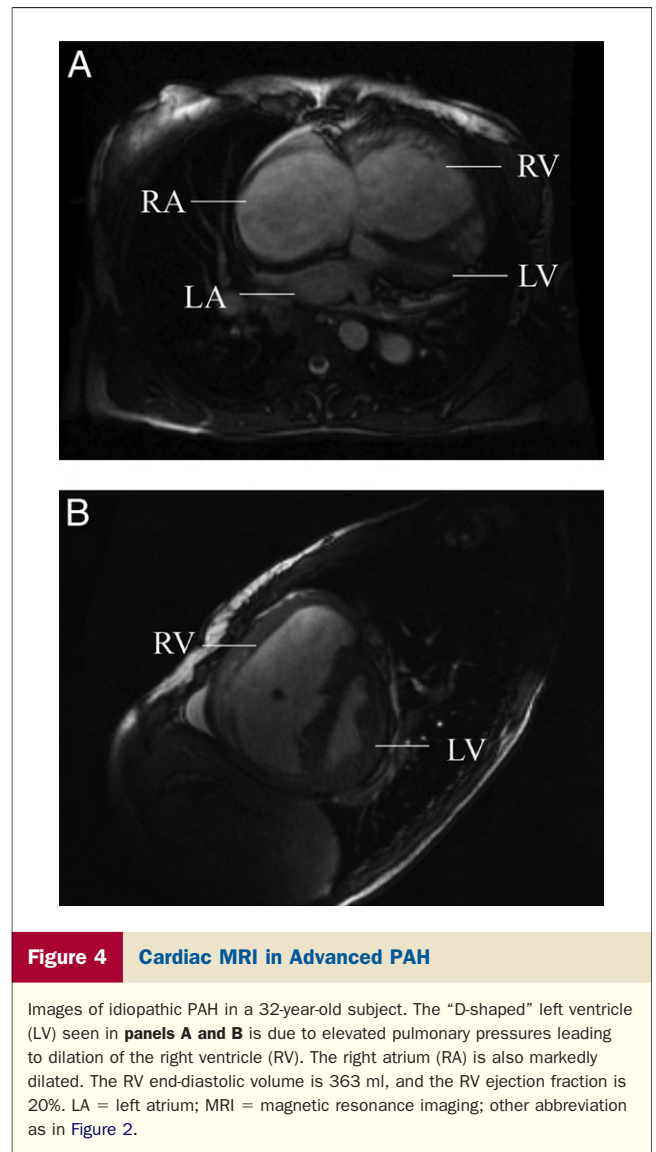 A
RV
RA
LV
LA
B
RV
LV
Figure 4 Cardiac MRI in Advanced PAH
Images of idiopathic PAH in a 32-year-old subject. The “D-shaped” left ventricle
(LV) seen in panels A and B is due to elevated pulmonary pressures leading
to dilation of the right ventricle (RV). The right atrium (RA) is also markedly
dilated. The RV end-diastolic volume is 363 ml, and the RV ejection fraction is
20%. LA = left atrium; MRI = magnetic resonance imaging; other abbreviation
as in Figure 2.